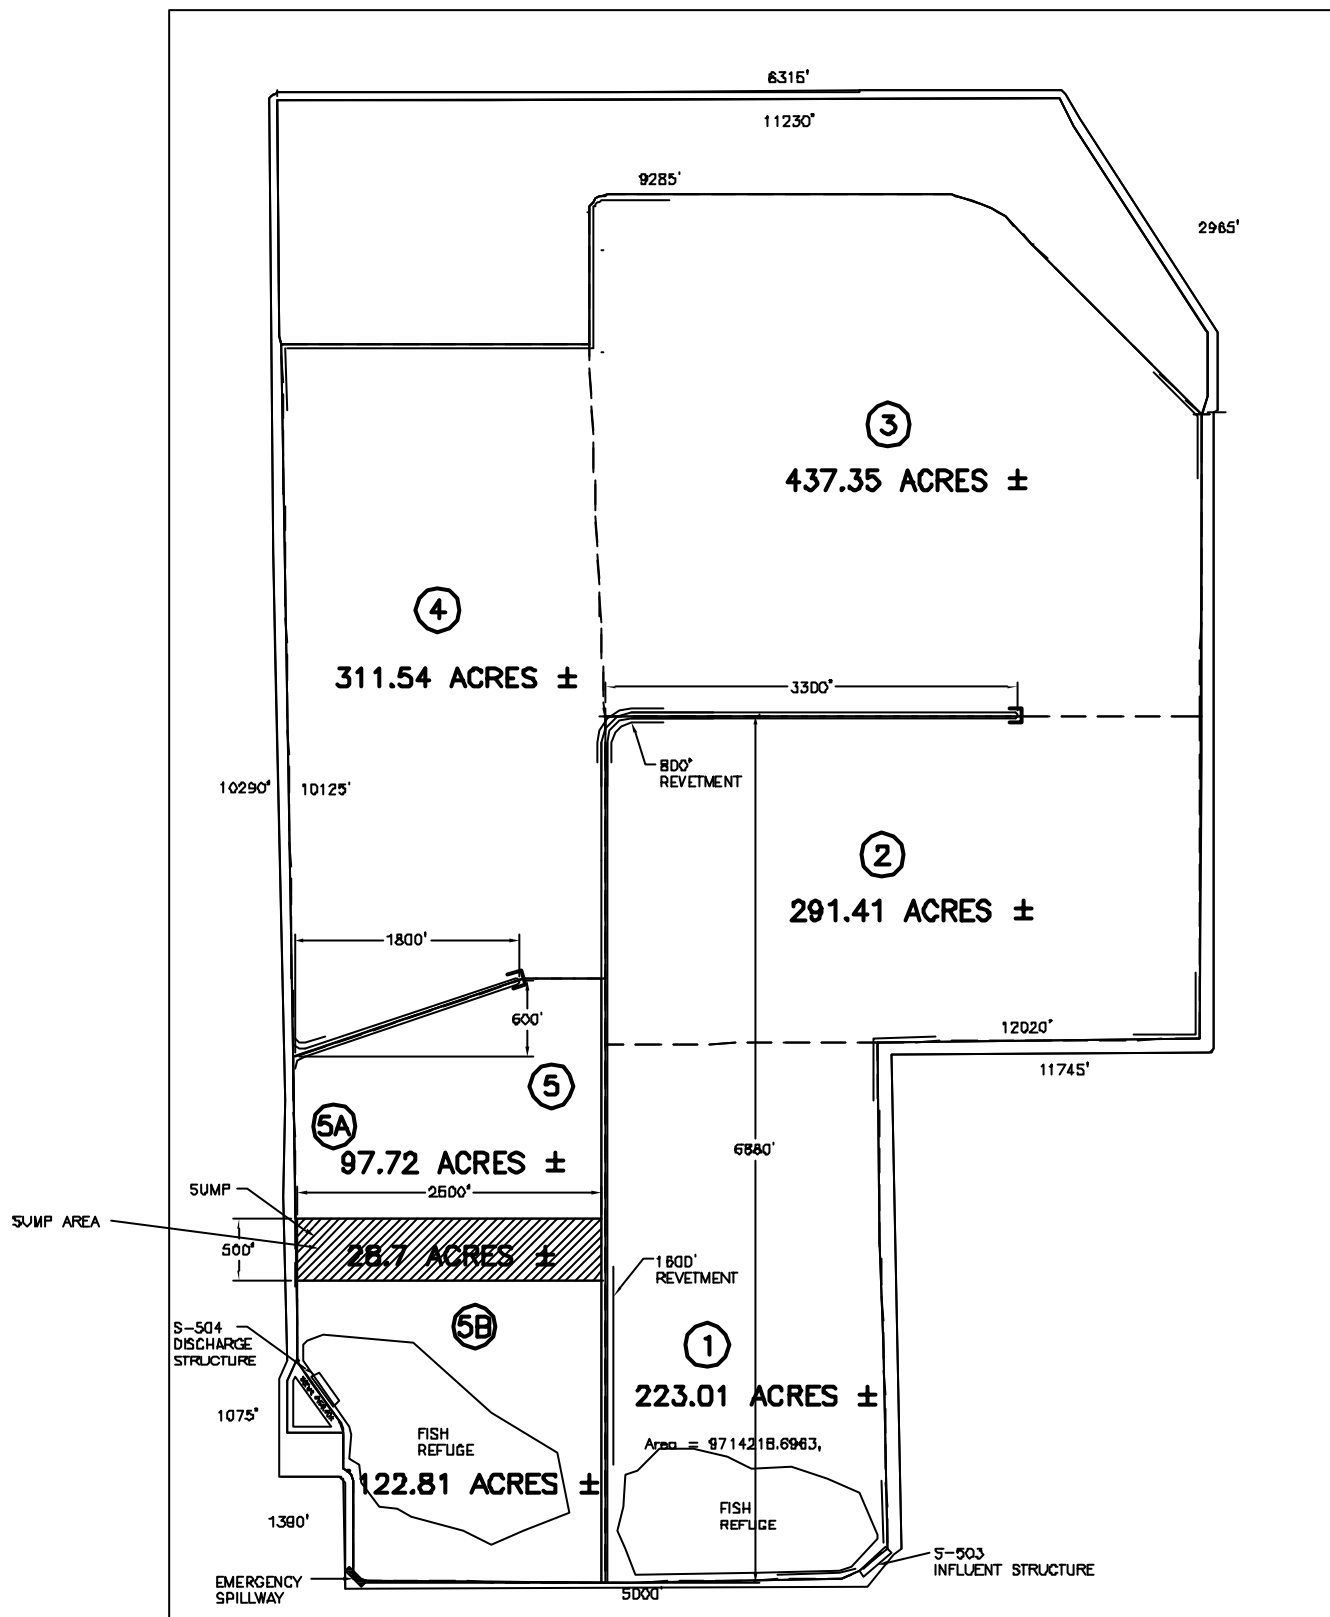 6315'
11230'
9285'
2965'
3
437.35 ACRES ±
4
311.54 ACRES ±
3300'
800'
REVETMENT
10290'
10125'
2
291.41 ACRES ±
1800'
600'
12020'
11745'
5
5A
97.72 ACRES ±
6880'
2600'
SUMP
SUMP AREA
500'
28.7 ACRES ±
1600'
REVETMENT
5B
S-504
DISCHARGE
STRUCTURE
1
223.01 ACRES ±
1075'
FISH
REFUGE
Area = 9714218.6963,
122.81 ACRES ±
FISH
REFUGE
1390'
S-503
INFLUENT STRUCTURE
EMERGENCY
SPILLWAY
5000'